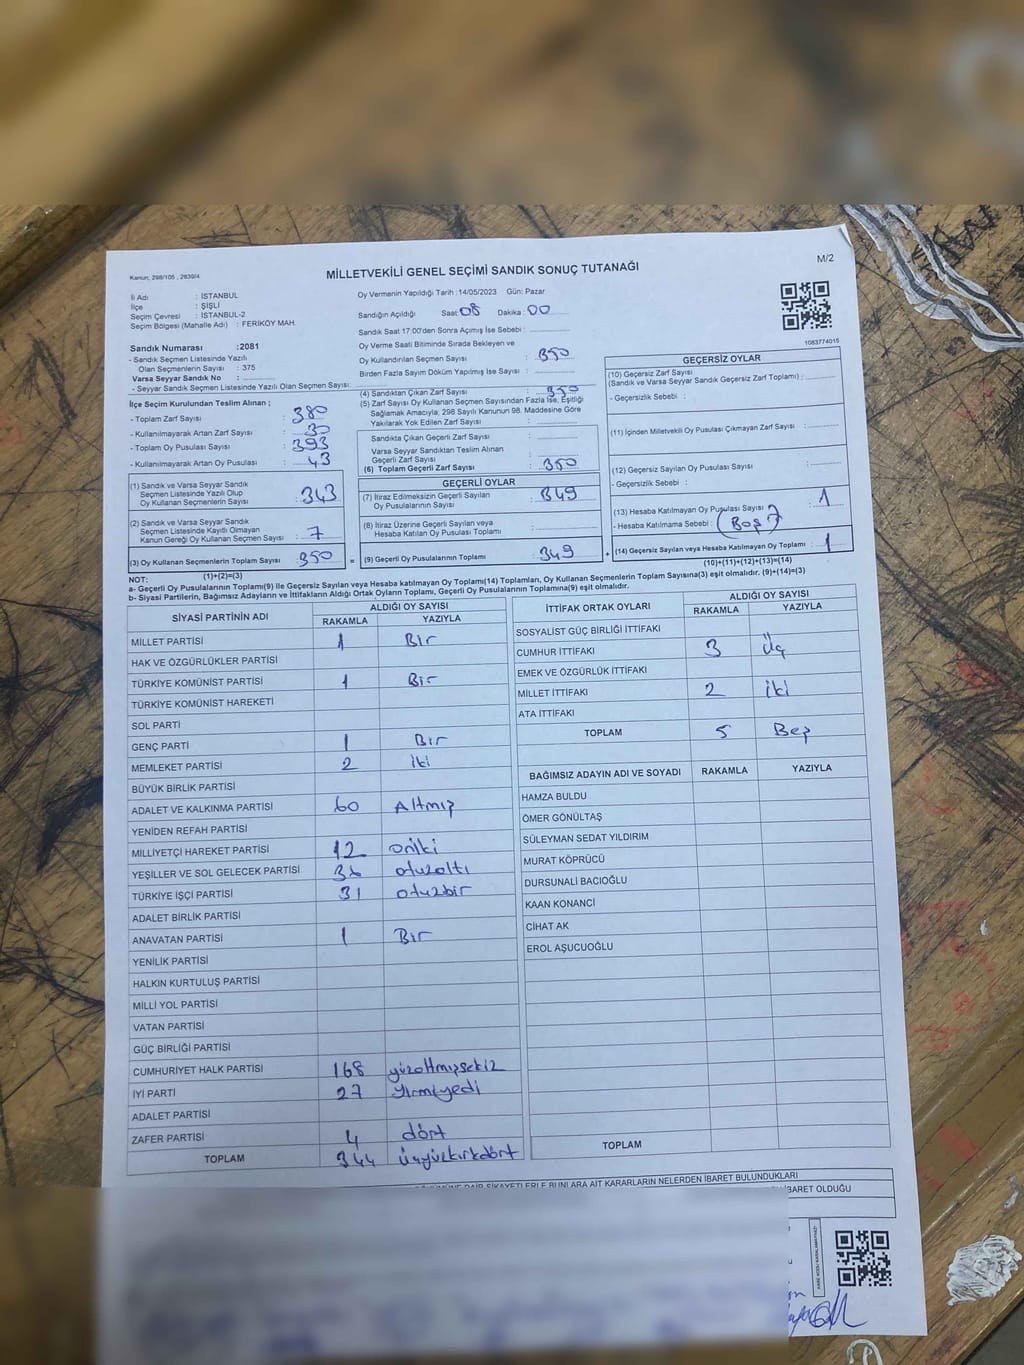 Kanun; 298/105 , 2839/4
MİLLETVEKİLİ GENEL SEÇİMİ SANDIK SONUÇ TUTANAĞI
M/2
İl Adı : İSTANBUL
İlçe : ŞİŞLİ
Seçim Çevresi : İSTANBUL-2
Seçim Bölgesi (Mahalle Adı) : FERİKÖY MAH.
Sandık Numarası :2081
- Sandık Seçmen Listesinde Yazılı
Olan Seçmenlerin Sayısı : 375
Varsa Seyyar Sandık No :
- Seyyar Sandık Seçmen Listesinde Yazılı Olan Seçmen Sayısı:
Oy Vermenin Yapıldığı Tarih :14/05/2023 Gün: Pazar
Sandığın Açıldığı Saat:08 Dakika:00
Sandık Saat 17:00'den Sonra Açımış İse Sebebi :
Oy Verme Saati Bitiminde Sırada Bekleyen ve
Oy Kullandırılan Seçmen Sayısı : 350
Birden Fazla Sayım Döküm Yapılmış İse Sayısı :
1083774015
İlçe Seçim Kurulundan Teslim Alınan ;
- Toplam Zarf Sayısı : 380
- Kullanılmayarak Artan Zarf Sayısı : 30
- Toplam Oy Pusulası Sayısı : 393
- Kullanılmayarak Artan Oy Pusulası : 43
(1) Sandık ve Varsa Seyyar Sandık
Seçmen Listesinde Yazılı Olup
Oy Kullanan Seçmenlerin Sayısı : 343
(2) Sandık ve Varsa Seyyar Sandık
Seçmen Listesinde Kayıtlı Olmayan
Kanun Gereği Oy Kullanan Seçmen Sayısı : 7
(3) Oy Kullanan Seçmenlerin Toplam Sayısı : 350
(1)+(2)=(3)
(4) Sandıktan Çıkan Zarf Sayısı : 350
(5) Zarf Sayısı Oy Kullanan Seçmen Sayısından Fazla İse, Eşitliği
Sağlamak Amacıyla; 298 Sayılı Kanunun 98. Maddesine Göre
Yakılarak Yok Edilen Zarf Sayısı :
Sandıkta Çıkan Geçerli Zarf Sayısı :
Varsa Seyyar Sandıktan Teslim Alınan
Geçerli Zarf Sayısı :
(6) Toplam Geçerli Zarf Sayısı : 350
GEÇERLİ OYLAR
(7) İtiraz Edilmeksizin Geçerli Sayılan
Oy Pusulalarının Sayısı : 349
(8) İtiraz Üzerine Geçerli Sayılan veya
Hesaba Katılan Oy Pusulası Toplamı :
= (9) Geçerli Oy Pusulalarının Toplamı : 349
GEÇERSİZ OYLAR
(10) Geçersiz Zarf Sayısı
(Sandık ve Varsa Seyyar Sandık Geçersiz Zarf Toplamı) :
- Geçersizlik Sebebi :
(11) İçinden Milletvekili Oy Pusulası Çıkmayan Zarf Sayısı :
(12) Geçersiz Sayılan Oy Pusulası Sayısı :
- Geçersizlik Sebebi :
(13) Hesaba Katılmayan Oy Pusulası Sayısı : 1
- Hesaba Katılmama Sebebi : (Boş)
+ (14) Geçersiz Sayılan veya Hesaba Katılmayan Oy Toplamı : 1
(10)+(11)+(12)+(13)=(14)
NOT:
a- Geçerli Oy Pusulalarının Toplamı(9) ile Geçersiz Sayılan veya Hesaba katılmayan Oy Toplamı(14) Toplamları, Oy Kullanan Seçmenlerin Toplam Sayısına(3) eşit olmalıdır. (9)+(14)=(3)
b- Siyasi Partilerin, Bağımsız Adayların ve İttifakların Aldığı Ortak Oyların Toplamı, Geçerli Oy Pusulalarının Toplamına(9) eşit olmalıdır.
SİYASİ PARTİNİN ADI ALDIĞI OY SAYISI
RAKAMLA YAZIYLA
MİLLET PARTİSİ 1 Bir
HAK VE ÖZGÜRLÜKLER PARTİSİ
TÜRKİYE KOMÜNİST PARTİSİ 1 Bir
TÜRKİYE KOMÜNİST HAREKETİ
SOL PARTİ
GENÇ PARTİ 1 Bir
MEMLEKET PARTİSİ 2 iki
BÜYÜK BİRLİK PARTİSİ
ADALET VE KALKINMA PARTİSİ 60 Altmış
YENİDEN REFAH PARTİSİ
MİLLİYETÇİ HAREKET PARTİSİ 12 oniki
YEŞİLLER VE SOL GELECEK PARTİSİ 36 otuzaltı
TÜRKİYE İŞÇİ PARTİSİ 31 otuzbir
ADALET BİRLİK PARTİSİ
ANAVATAN PARTİSİ 1 Bir
YENİLİK PARTİSİ
HALKIN KURTULUŞ PARTİSİ
MİLLİ YOL PARTİSİ
VATAN PARTİSİ
GÜÇ BİRLİĞİ PARTİSİ
CUMHURİYET HALK PARTİSİ 168 yüzaltmışsekiz
İYİ PARTİ 27 yirmiyedi
ADALET PARTİSİ
ZAFER PARTİSİ 4 dört
TOPLAM 344 üçyüzkırkdört
İTTİFAK ORTAK OYLARI ALDIĞI OY SAYISI
RAKAMLA YAZIYLA
SOSYALİST GÜÇ BİRLİĞİ İTTİFAKI
CUMHUR İTTİFAKI 3 üç
EMEK VE ÖZGÜRLÜK İTTİFAKI
MİLLET İTTİFAKI 2 iki
ATA İTTİFAKI
TOPLAM 5 Beş
BAĞIMSIZ ADAYIN ADI VE SOYADI RAKAMLA YAZIYLA
HAMZA BULDU
ÖMER GÖNÜLTAŞ
SÜLEYMAN SEDAT YILDIRIM
MURAT KÖPRÜCÜ
DURSUNALİ BACIOĞLU
KAAN KONANCİ
CİHAT AK
EROL AŞUCUOĞLU
TOPLAM
ŞİKAYETLERLE BUNLARA AİT KARARLARIN NELERDEN İBARET BULUNDUKLARI
İBARET OLDUĞU